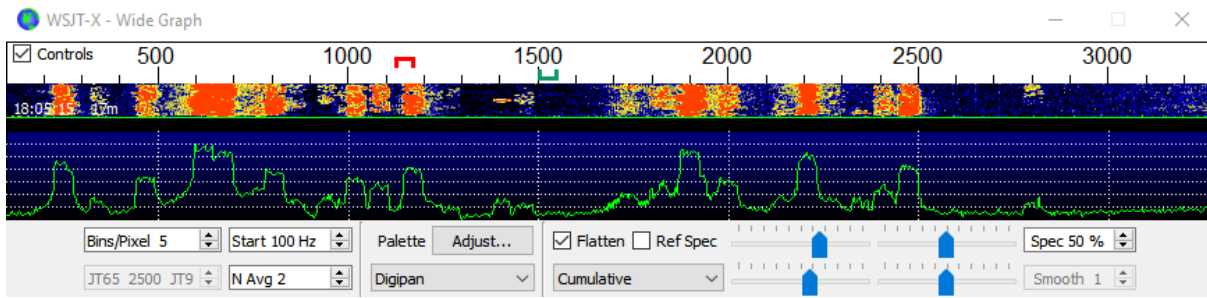 WSJT-X - Wide Graph
Controls 500 1000 1500 2000 2500 3000
18:05:15 17m
Bins/Pixel 5 Start 100 Hz Palette Adjust... Flatten Ref Spec Spec 50 %
JT65 2500 JT9 N Avg 2 Digipan Cumulative Smooth 1